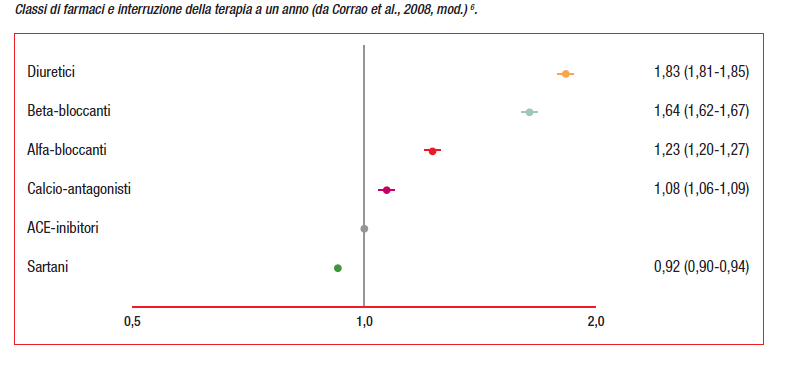 Classi di farmaci e interruzione della terapia a un anno (da Corrao et al., 2008, mod.) 6.
Diuretici 1,83 (1,81-1,85)
Beta-bloccanti 1,64 (1,62-1,67)
Alfa-bloccanti 1,23 (1,20-1,27)
Calcio-antagonisti 1,08 (1,06-1,09)
ACE-inibitori
Sartani 0,92 (0,90-0,94)
0,5 1,0 2,0